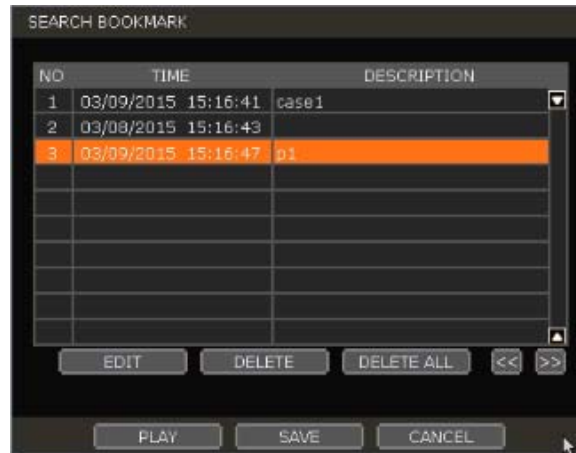 SEARCH BOOKMARK
NO TIME DESCRIPTION
1 03/09/2015 15:16:41 case1
2 03/08/2015 15:16:43
3 03/09/2015 15:16:47 p1
EDIT DELETE DELETE ALL << >>
PLAY SAVE CANCEL